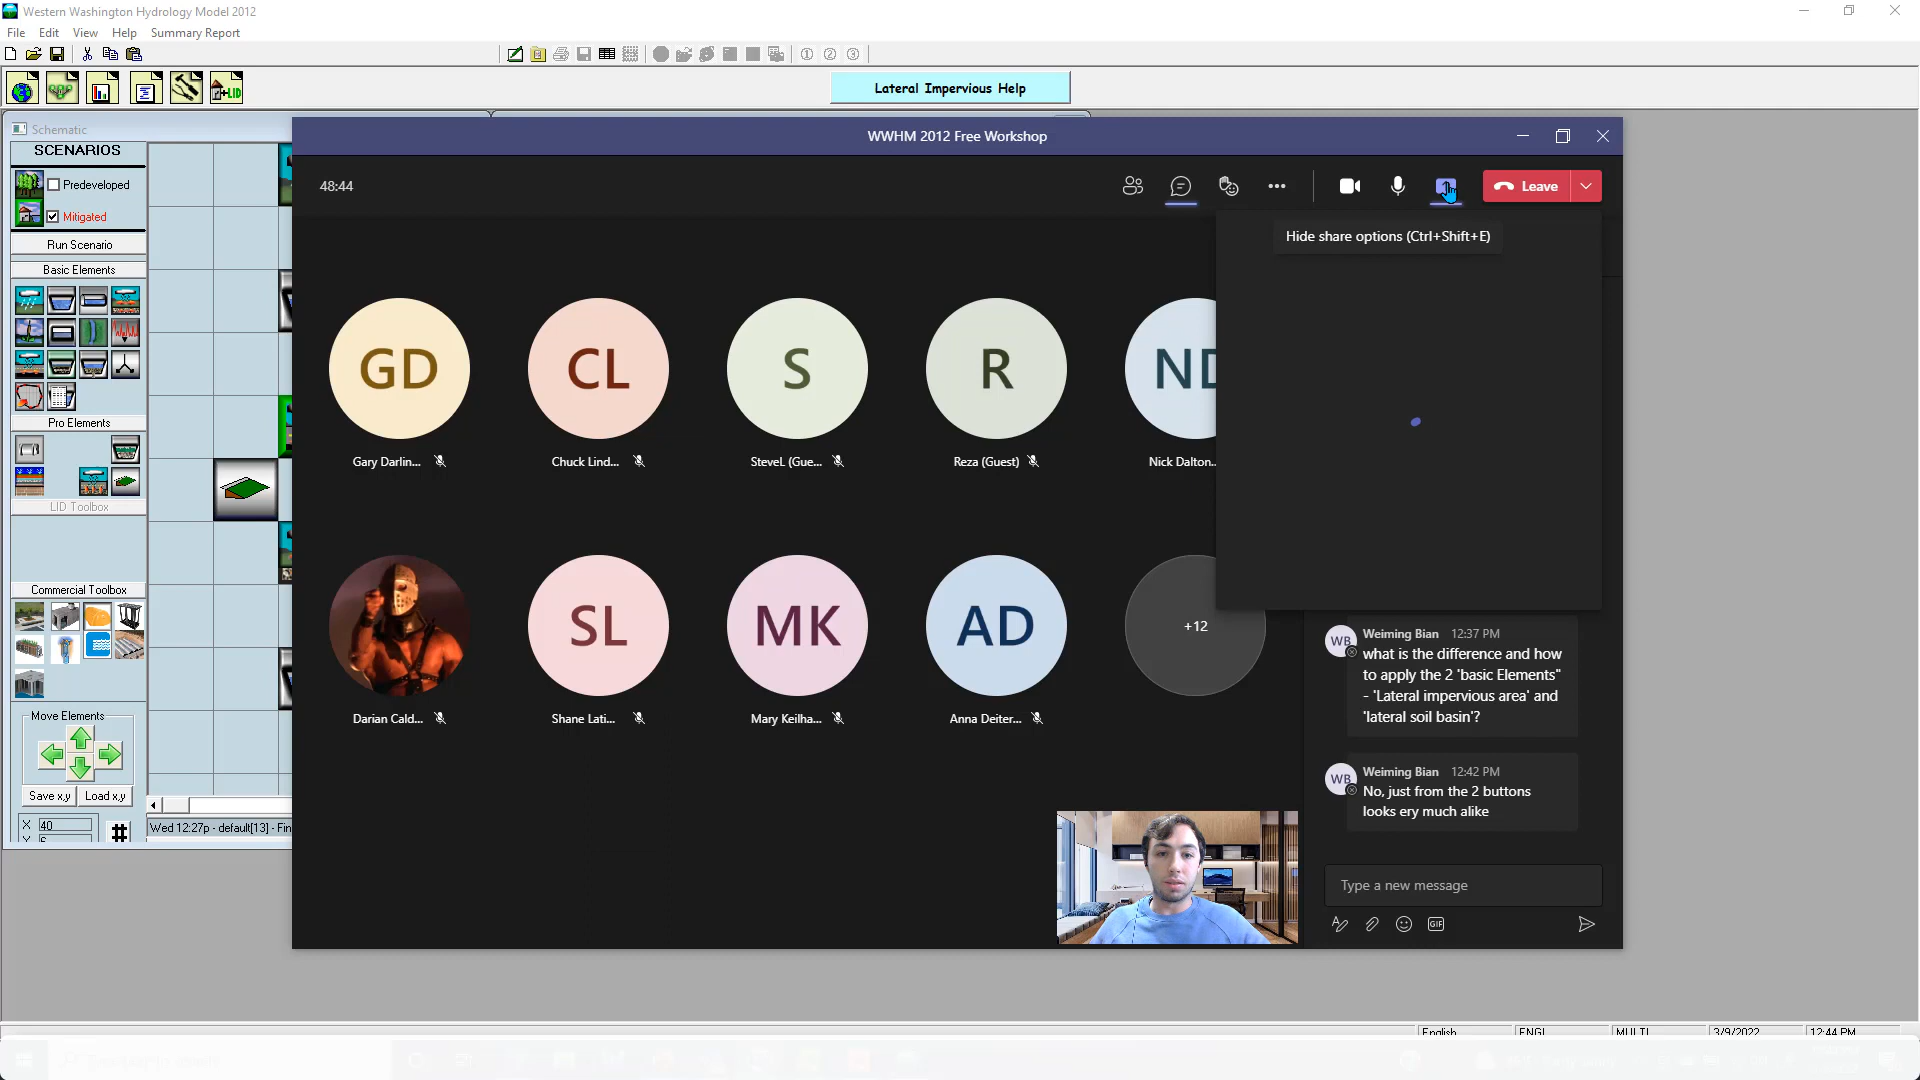 Western Washington Hydrology Model 2012
File Edit View Help Summary Report
Lateral Impervious Help
Schematic
SCENARIOS
Predeveloped
Mitigated
Run Scenario
Basic Elements
Pro Elements
LID Toolbox
Commercial Toolbox
Move Elements
Save x,y Load x,y
X 40
Y 6
Wed 12:27p - default[13] - Fin
WWHM 2012 Free Workshop
48:44
Leave
Hide share options (Ctrl+Shift+E)
GD CL S R ND
Gary Darlin... Chuck Lind... SteveL (Gue... Reza (Guest) Nick Dalton...
SL MK AD +12
Darian Cald... Shane Lati... Mary Keilha... Anna Deiter...
WB Weiming Bian 12:37 PM
what is the difference and how
to apply the 2 'basic Elements"
- 'Lateral impervious area' and
'lateral soil basin'?
WB Weiming Bian 12:42 PM
No, just from the 2 buttons
looks ery much alike
Type a new message
GIF
English ENGL MULTI 3/9/2022 12:44 PM